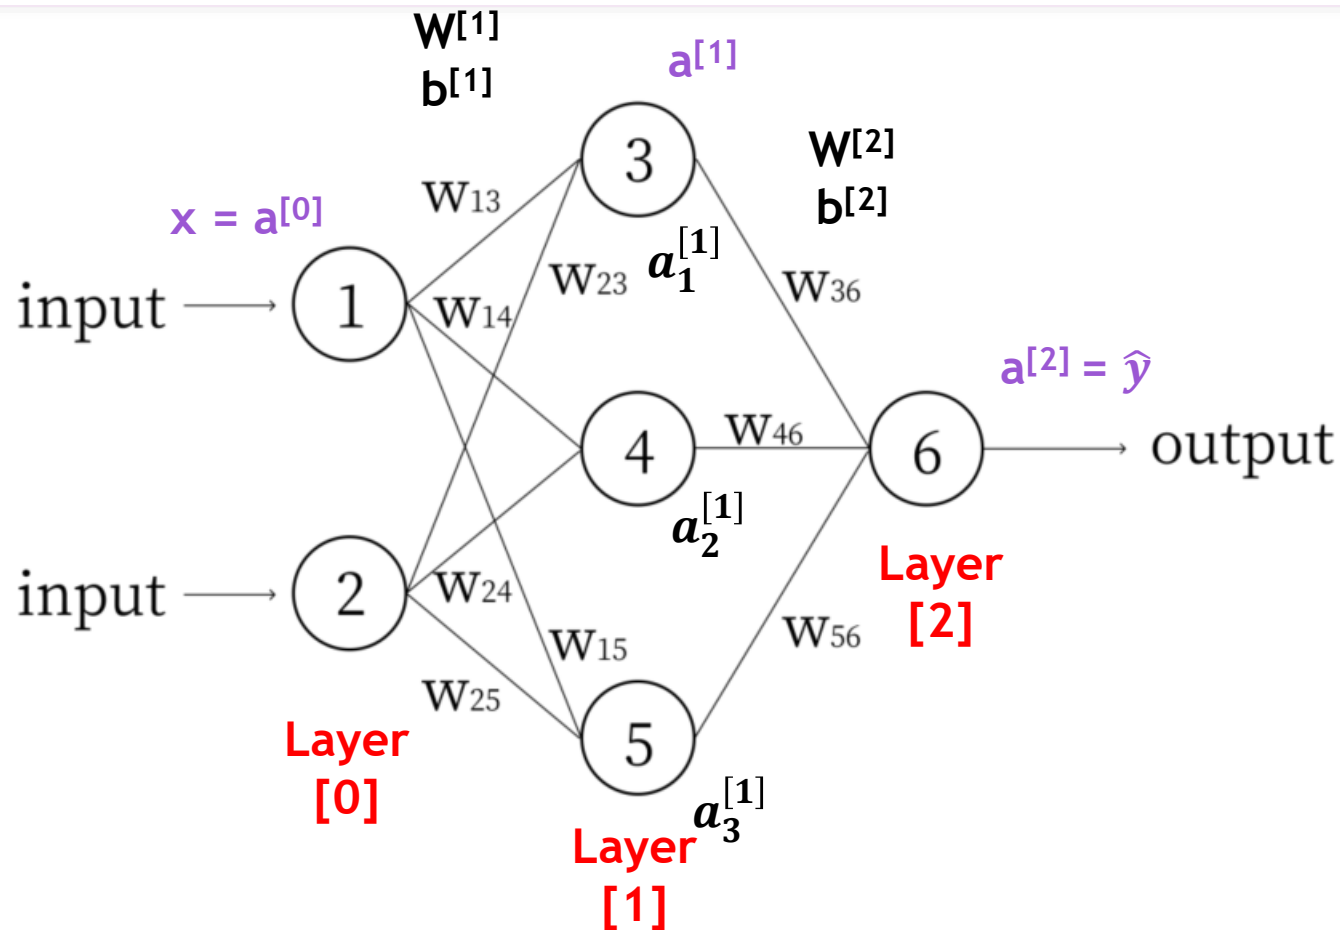 W[1]
b[1]
a[1]
W[2]
b[2]
x = a[0]
input
1
2
input
w13
w23
w14
w24
w15
w25
3
a₁^[1]
4
a₂^[1]
5
a₃^[1]
w36
w46
w56
6
a[2] = ŷ
output
Layer
[0]
Layer
[1]
Layer
[2]